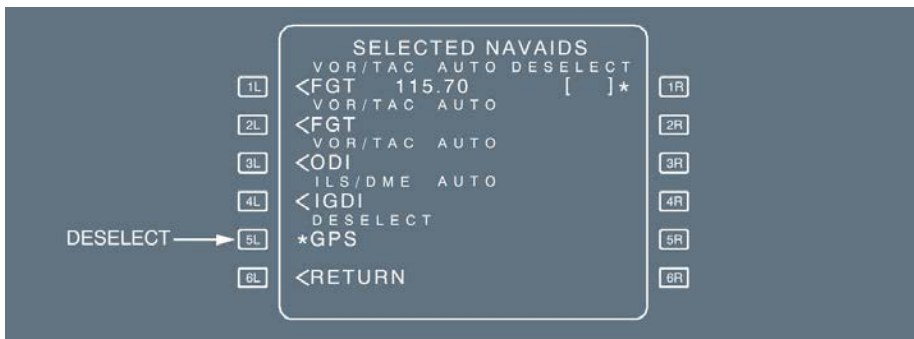 SELECTED NAVAIDS
VOR/TAC AUTO DESELECT
1L <FGT 115.70 [ ]* 1R
VOR/TAC AUTO
2L <FGT 2R
VOR/TAC AUTO
3L <ODI 3R
ILS/DME AUTO
4L <IGDI 4R
DESELECT
DESELECT 5L *GPS 5R
6L <RETURN 6R